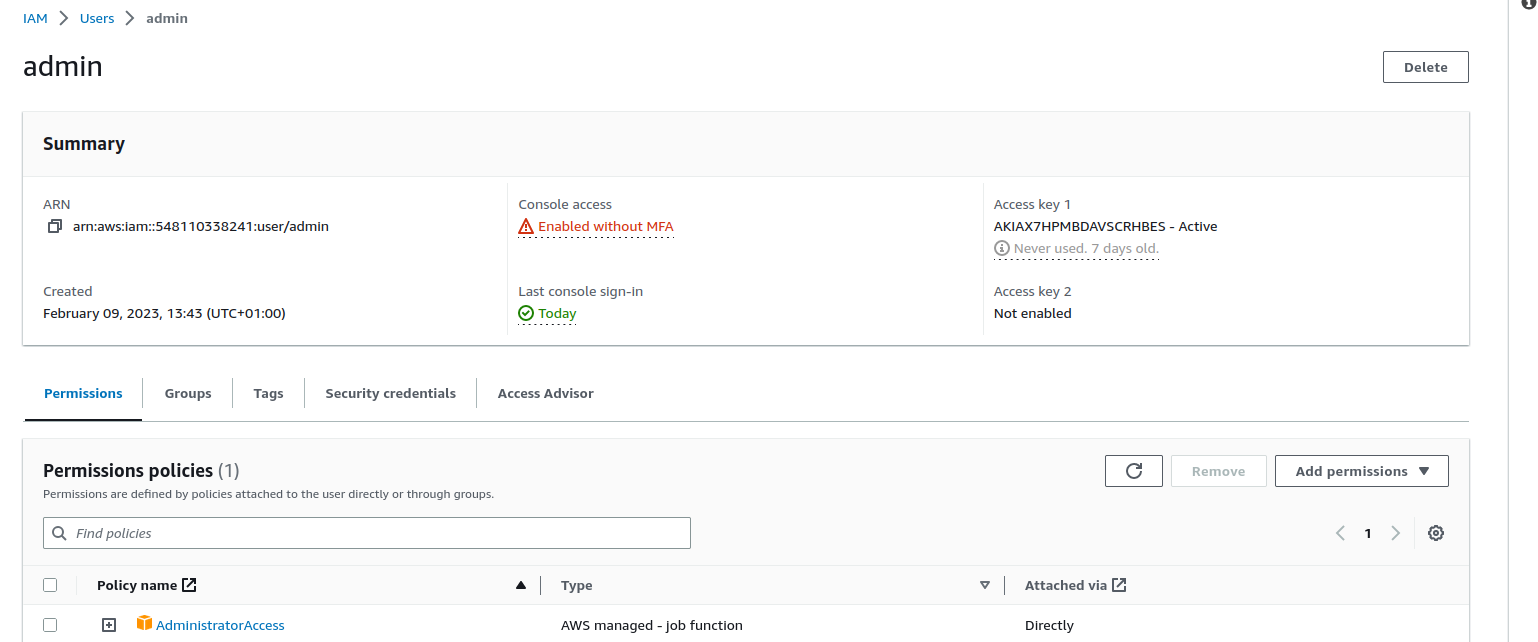 IAM > Users > admin
admin
Delete
Summary
ARN
arn:aws:iam::548110338241:user/admin
Console access
Enabled without MFA
Access key 1
AKIAX7HPMBDAVSCRHBES - Active
Never used. 7 days old.
Created
February 09, 2023, 13:43 (UTC+01:00)
Last console sign-in
Today
Access key 2
Not enabled
Permissions Groups Tags Security credentials Access Advisor
Permissions policies (1)
Permissions are defined by policies attached to the user directly or through groups.
Remove
Add permissions
Find policies
1
Policy name Type Attached via
AdministratorAccess AWS managed - job function Directly